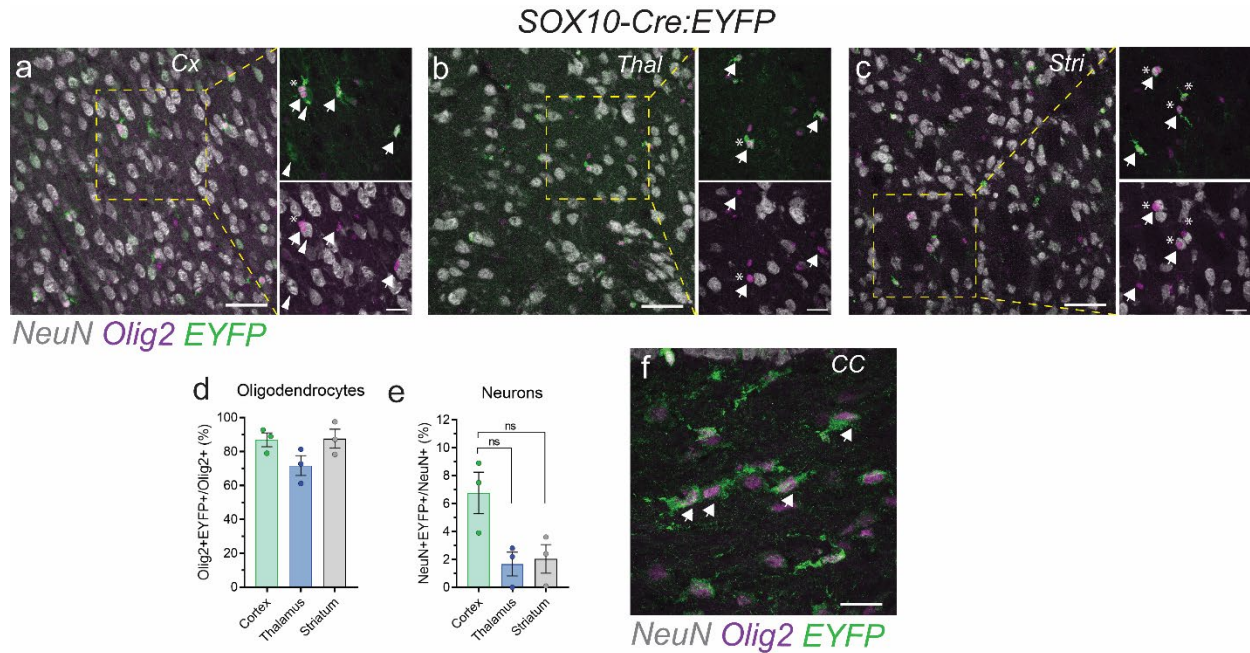 SOX10-Cre:EYFP
a
Cx
*
*
b
Thal
*
*
c
Stri
*
*
*
*
*
*
NeuN Olig2 EYFP
d
Oligodendrocytes
Olig2+EYFP+/Olig2+ (%)
100
90
80
60
40
20
0
Cortex
Thalamus
Striatum
e
Neurons
NeuN+EYFP+/NeuN+ (%)
12
10
8
6
4
2
0
ns
ns
Cortex
Thalamus
Striatum
f
CC
NeuN Olig2 EYFP